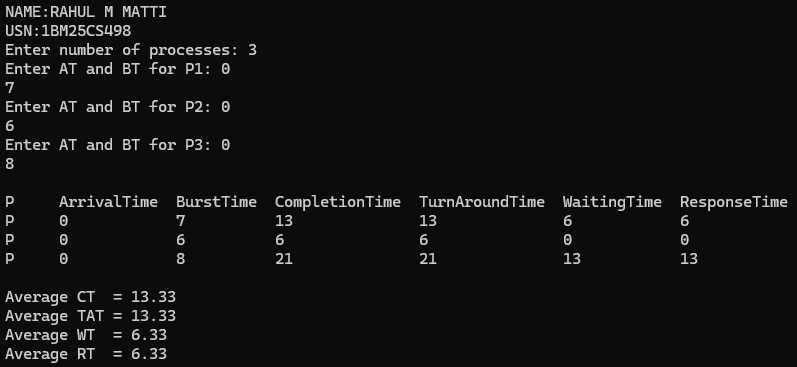 NAME:RAHUL M MATTI
USN:1BM25CS498
Enter number of processes: 3
Enter AT and BT for P1: 0
7
Enter AT and BT for P2: 0
6
Enter AT and BT for P3: 0
8
P ArrivalTime BurstTime CompletionTime TurnAroundTime WaitingTime ResponseTime
P 0 7 13 13 6 6
P 0 6 6 6 0 0
P 0 8 21 21 13 13
Average CT  = 13.33
Average TAT = 13.33
Average WT  = 6.33
Average RT  = 6.33